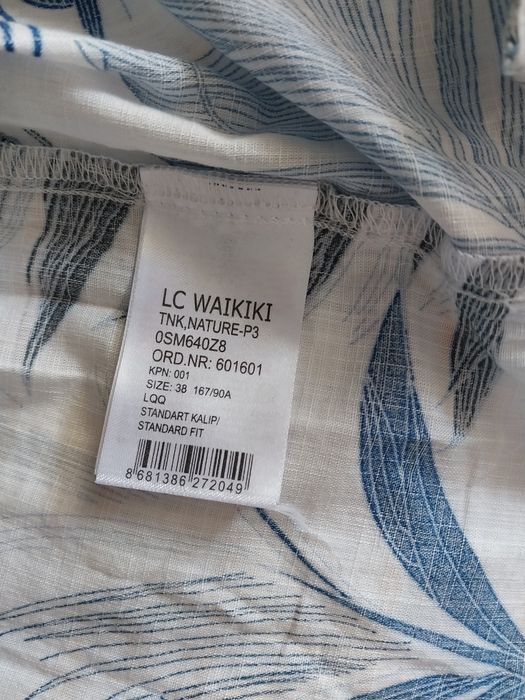 LC WAIKIKI
TNK,NATURE-P3
0SM640Z8
ORD.NR: 601601
KPN: 001
SIZE: 38 167/90A
LQQ
STANDART KALIP/
STANDARD FIT
8 681386 272049